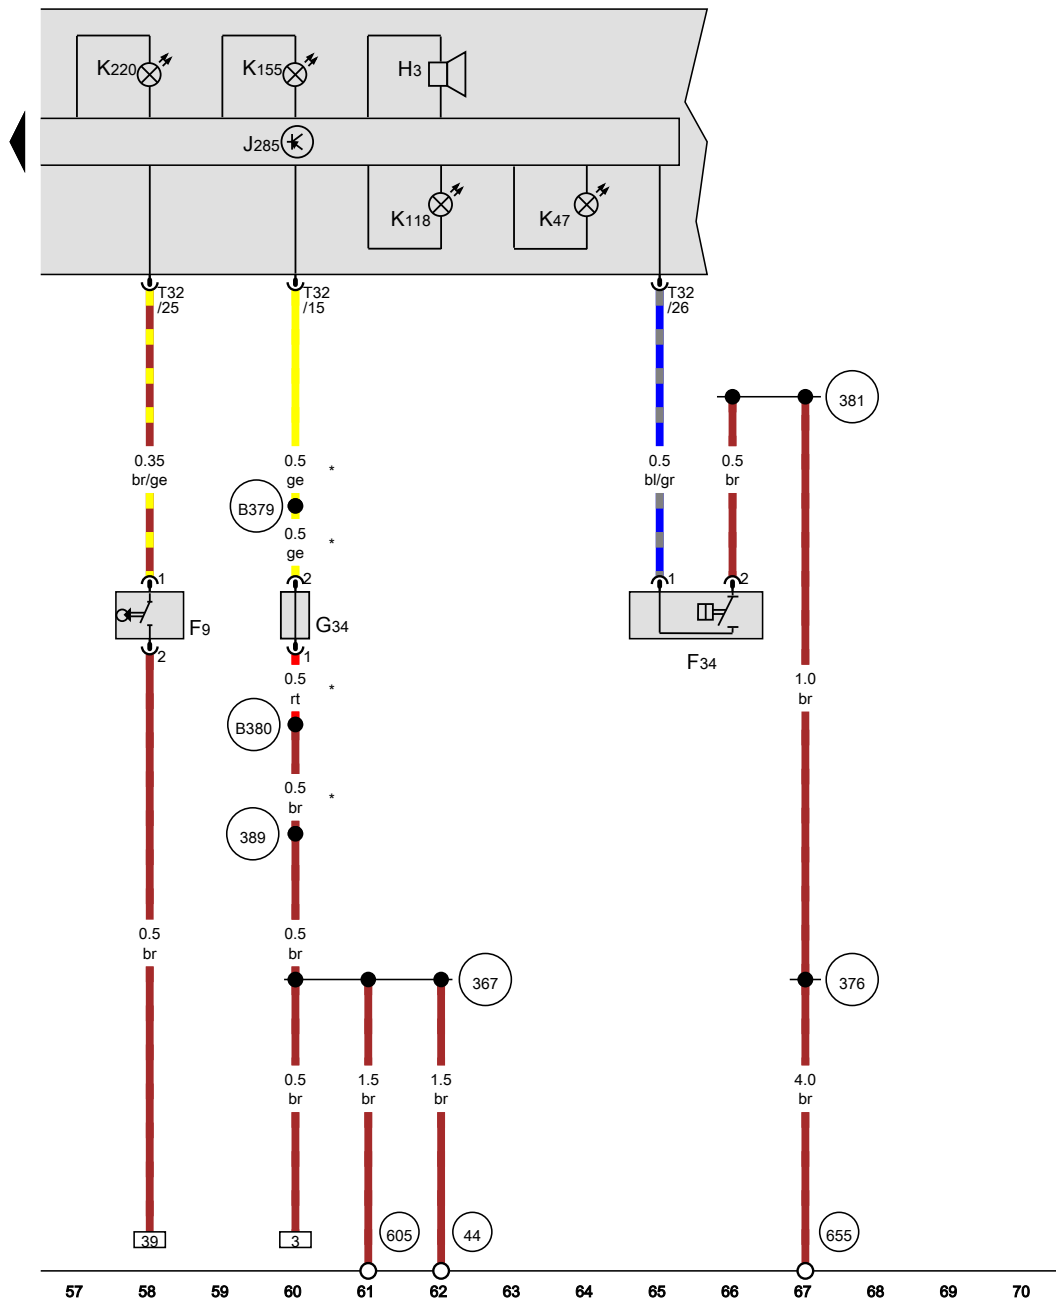 K220
K155
H3
J285
K118
K47
T32
/25
T32
/15
T32
/26
381
0.35
br/ge
0.5
ge
*
0.5
bl/gr
0.5
br
B379
0.5
ge
*
1
2
1
2
F9
G34
F34
2
1
0.5
rt
*
1.0
br
B380
0.5
br
*
389
0.5
br
0.5
br
367
376
0.5
br
1.5
br
1.5
br
4.0
br
39
3
605
44
655
57 58 59 60 61 62 63 64 65 66 67 68 69 70